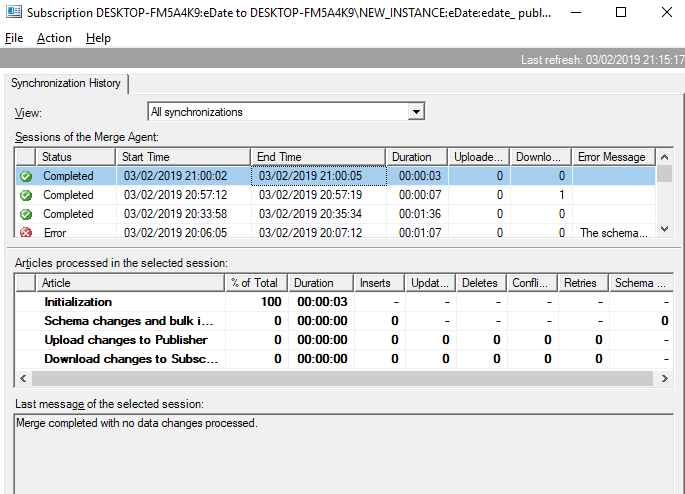 Subscription DESKTOP-FM5A4K9:eDate to DESKTOP-FM5A4K9\NEW_INSTANCE:eDate:edate_ publ...
File Action Help
Last refresh: 03/02/2019 21:15:17
Synchronization History
View: All synchronizations
Sessions of the Merge Agent:
Status Start Time End Time Duration Uploade... Downlo... Error Message
Completed 03/02/2019 21:00:02 03/02/2019 21:00:05 00:00:03 0 0
Completed 03/02/2019 20:57:12 03/02/2019 20:57:19 00:00:07 0 1
Completed 03/02/2019 20:33:58 03/02/2019 20:35:34 00:01:36 0 0
Error 03/02/2019 20:06:05 03/02/2019 20:07:12 00:01:07 0 0 The schema...
Articles processed in the selected session:
Article % of Total Duration Inserts Updat... Deletes Confli... Retries Schema ...
Initialization 100 00:00:03 - - - - - -
Schema changes and bulk i... 0 00:00:00 0 - - - - 0
Upload changes to Publisher 0 00:00:00 0 0 0 0 0 -
Download changes to Subsc... 0 00:00:00 0 0 0 0 0 -
Last message of the selected session:
Merge completed with no data changes processed.